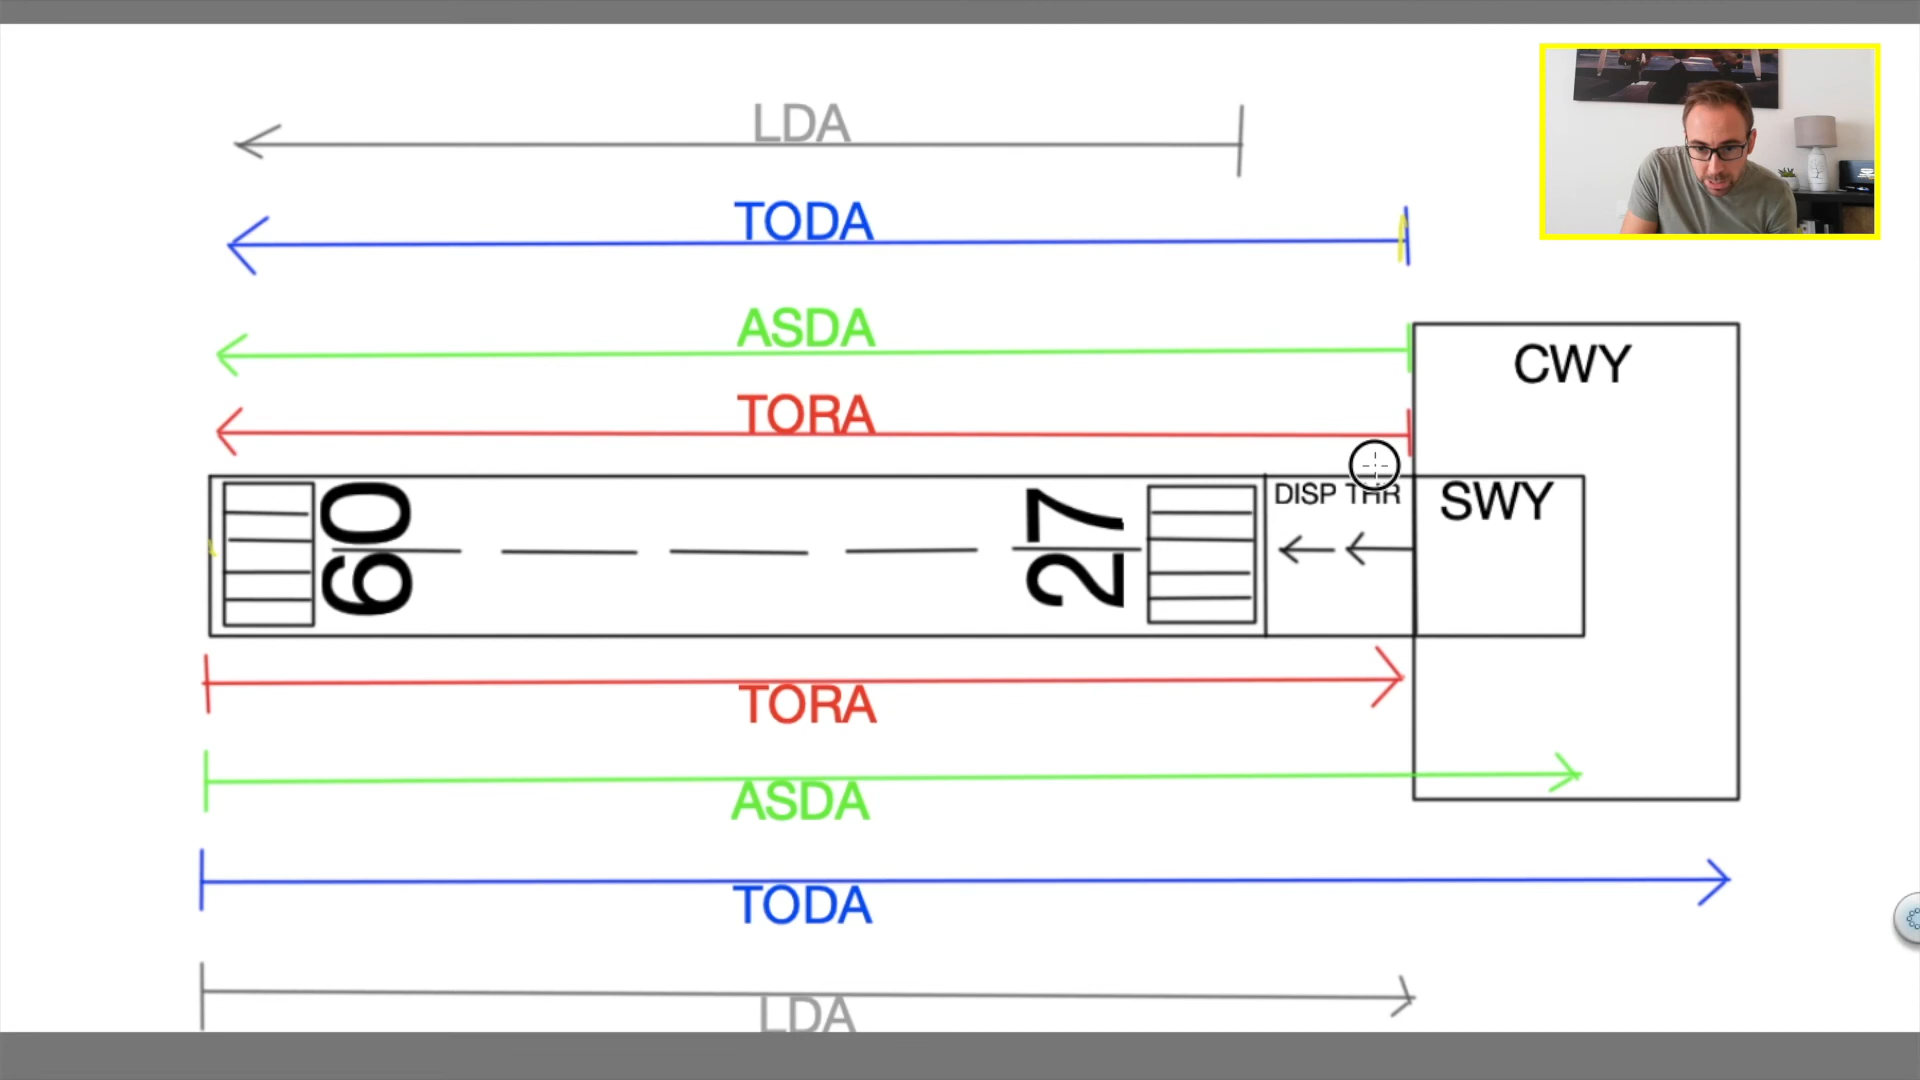 LDA
TODA
ASDA
CWY
TORA
09
27
DISP THR
SWY
TORA
ASDA
TODA
LDA